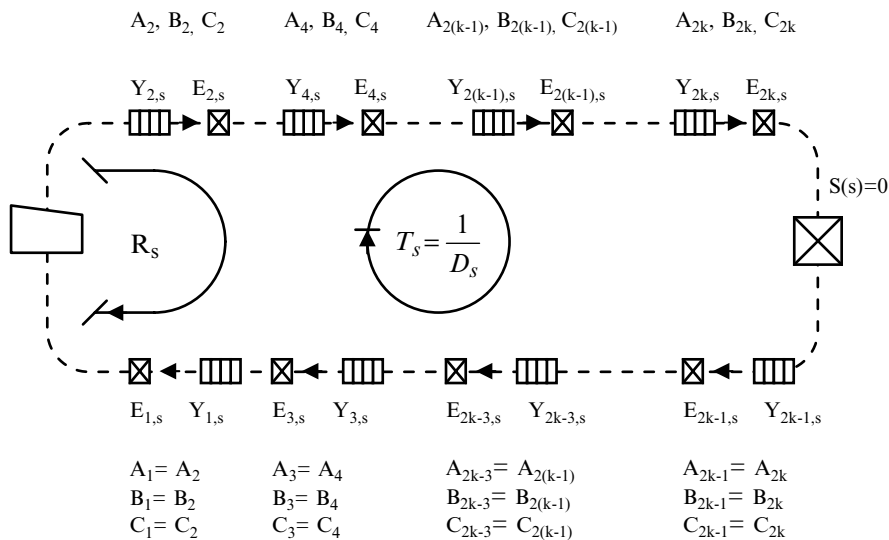 A₂, B₂, C₂ A₄, B₄, C₄ A₂₍ₖ₋₁₎, B₂₍ₖ₋₁₎, C₂₍ₖ₋₁₎ A₂ₖ, B₂ₖ, C₂ₖ
Y₂,ₛ E₂,ₛ Y₄,ₛ E₄,ₛ Y₂₍ₖ₋₁₎,ₛ E₂₍ₖ₋₁₎,ₛ Y₂ₖ,ₛ E₂ₖ,ₛ
S(s)=0
Rₛ
Tₛ = 1/Dₛ
E₁,ₛ Y₁,ₛ E₃,ₛ Y₃,ₛ E₂ₖ₋₃,ₛ Y₂ₖ₋₃,ₛ E₂ₖ₋₁,ₛ Y₂ₖ₋₁,ₛ
A₁= A₂ A₃= A₄ A₂ₖ₋₃= A₂₍ₖ₋₁₎ A₂ₖ₋₁= A₂ₖ
B₁= B₂ B₃= B₄ B₂ₖ₋₃= B₂₍ₖ₋₁₎ B₂ₖ₋₁= B₂ₖ
C₁= C₂ C₃= C₄ C₂ₖ₋₃= C₂₍ₖ₋₁₎ C₂ₖ₋₁= C₂ₖ